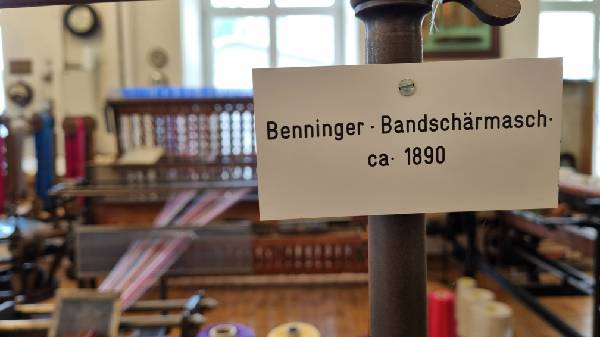 Benninger · Bandschärmasch·
ca· 1890